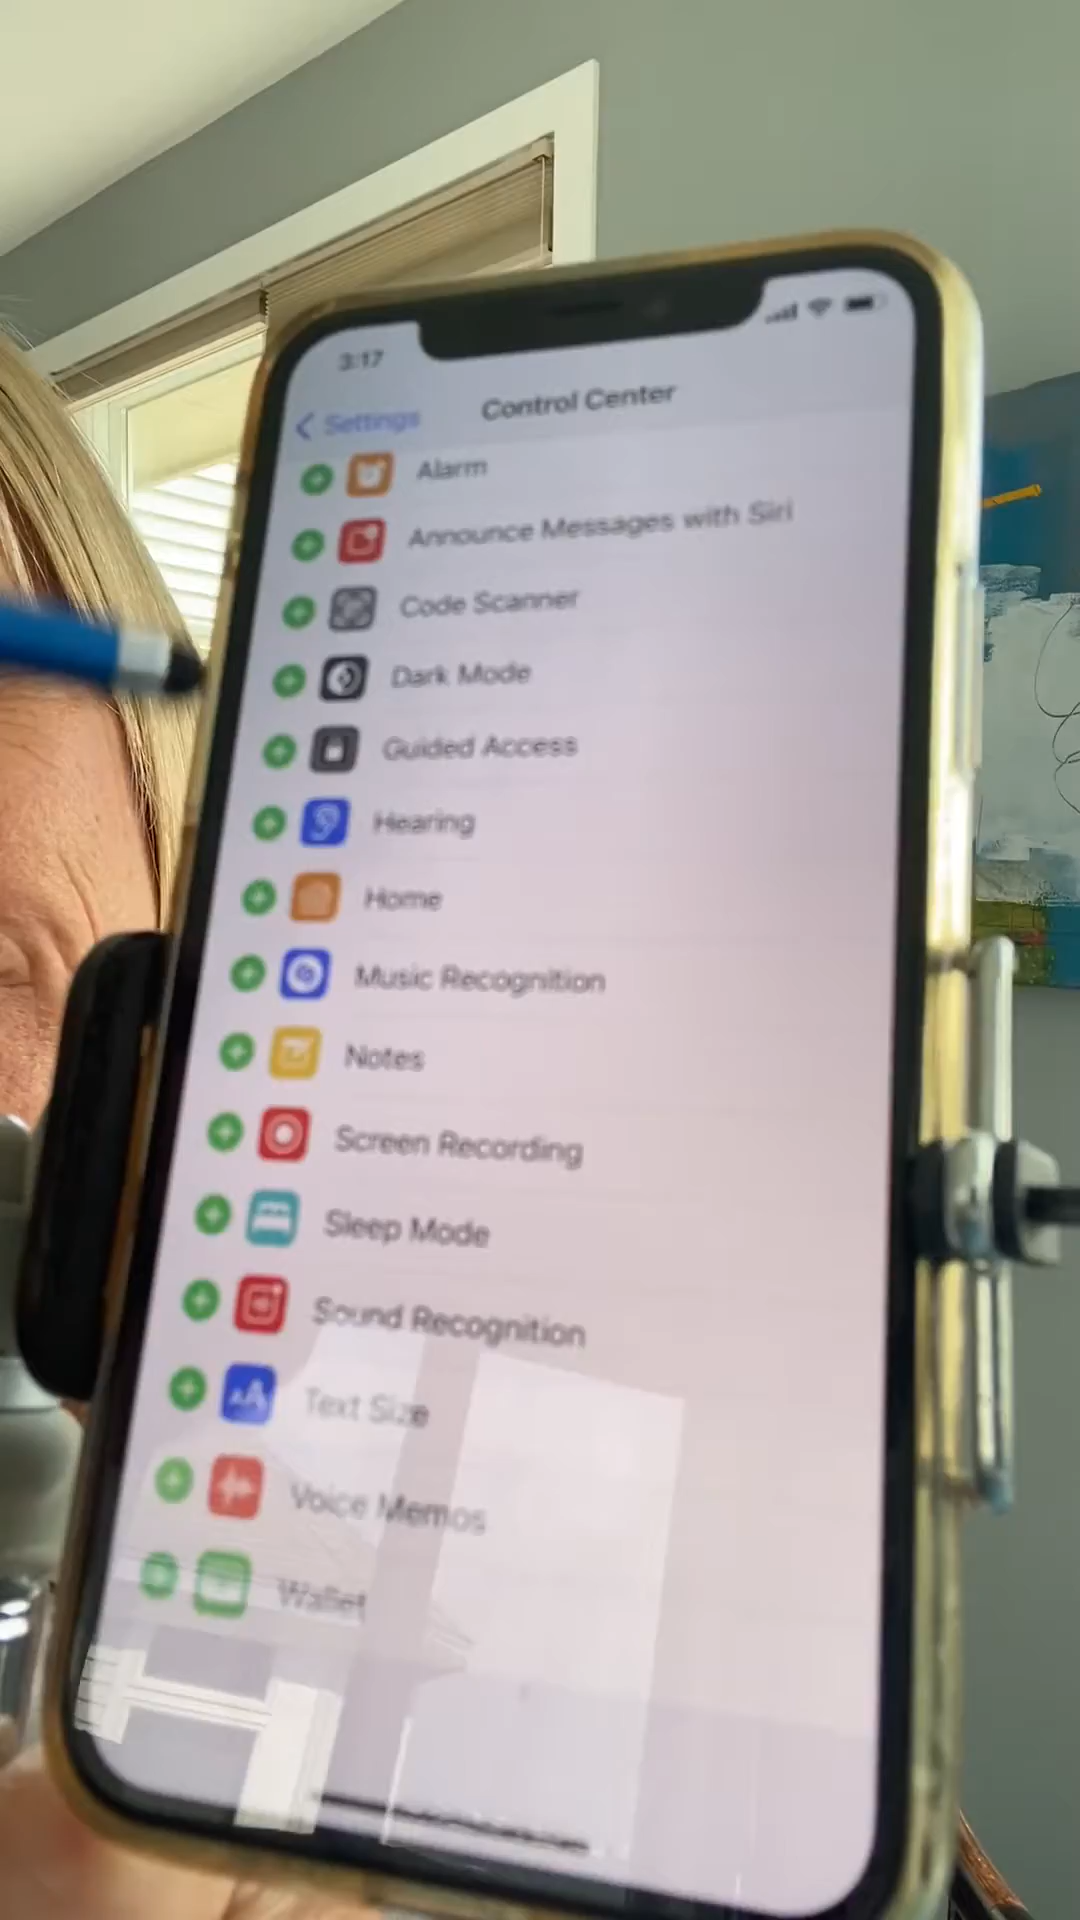 3:17
Settings
Control Center
Alarm
Announce Messages with Siri
Code Scanner
Dark Mode
Guided Access
Hearing
Home
Music Recognition
Notes
Screen Recording
Sleep Mode
Sound Recognition
Text Size
Voice Memos
Wallet